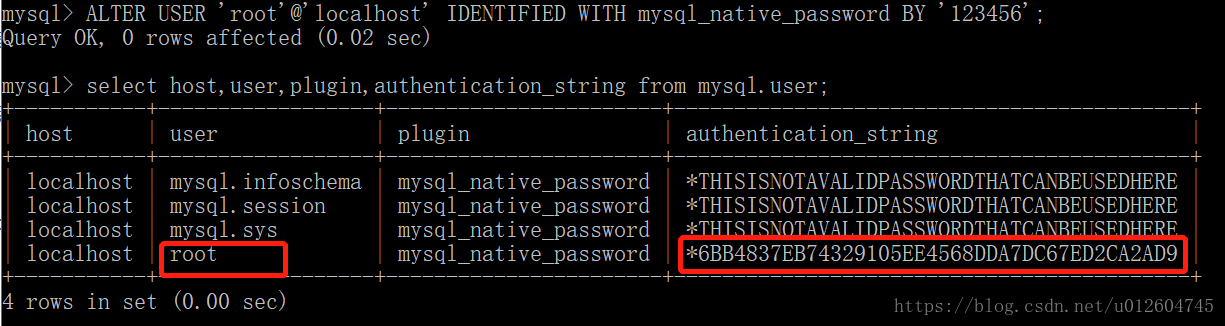 mysql> ALTER USER 'root'@'localhost' IDENTIFIED WITH mysql_native_password BY '123456';
Query OK, 0 rows affected (0.02 sec)
mysql> select host,user,plugin,authentication_string from mysql.user;
+-----------+------------------+-----------------------+-------------------------------------------+
| host | user | plugin | authentication_string |
| localhost | mysql.infoschema | mysql_native_password | *THISISNOTAVALIDPASSWORDTHATCANBEUSEDHERE |
| localhost | mysql.session | mysql_native_password | *THISISNOTAVALIDPASSWORDTHATCANBEUSEDHERE |
| localhost | mysql.sys | mysql_native_password | *THISISNOTAVALIDPASSWORDTHATCANBEUSEDHERE |
| localhost | root | mysql_native_password | *6BB4837EB74329105EE4568DDA7DC67ED2CA2AD9 |
4 rows in set (0.00 sec)
https://blog.csdn.net/u012604745